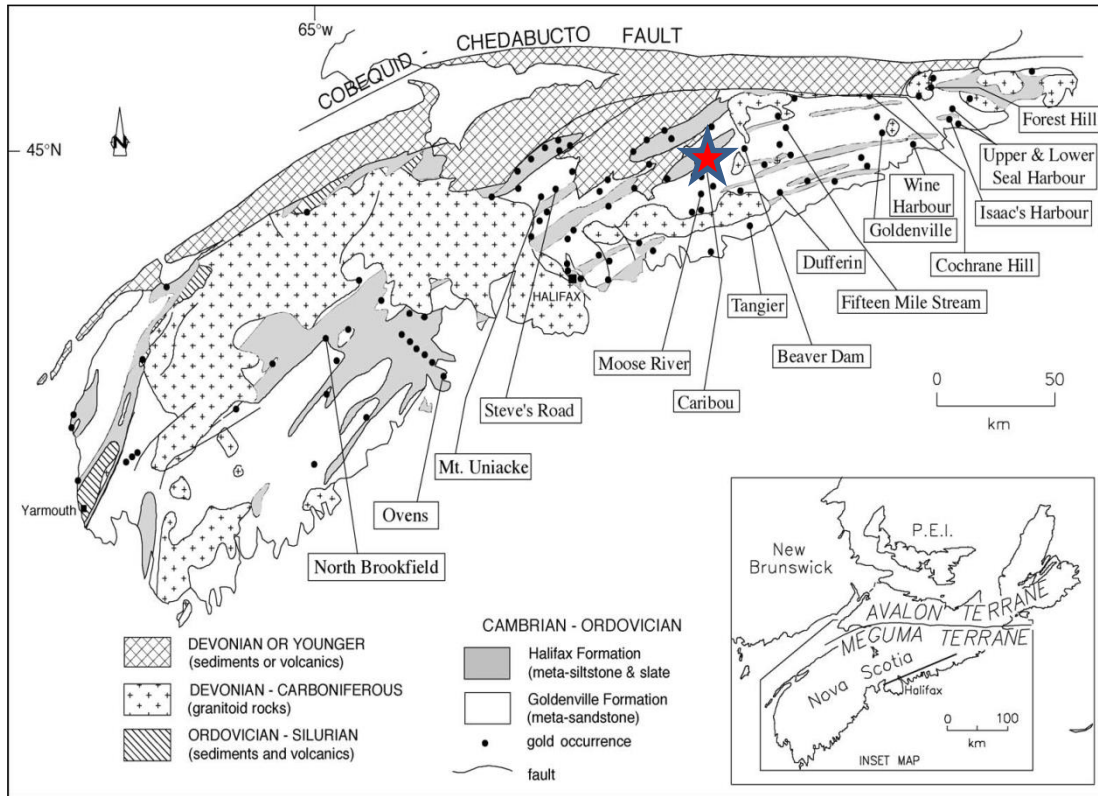 65°w
COBEQUID - CHEDABUCTO FAULT
N
45°N
Forest Hill
Upper & Lower
Seal Harbour
Isaac's Harbour
Wine
Harbour
Goldenville
Cochrane Hill
Dufferin
Fifteen Mile Stream
HALIFAX
Tangier
Beaver Dam
Moose River
Caribou
0 50
km
Steve's Road
Mt. Uniacke
Yarmouth
Ovens
North Brookfield
DEVONIAN OR YOUNGER
(sediments or volcanics)
DEVONIAN - CARBONIFEROUS
(granitoid rocks)
ORDOVICIAN - SILURIAN
(sediments and volcanics)
CAMBRIAN - ORDOVICIAN
Halifax Formation
(meta-siltstone & slate)
Goldenville Formation
(meta-sandstone)
gold occurrence
fault
P.E.I.
New
Brunswick
AVALON TERRANE
MEGUMA TERRANE
Nova Scotia
Halifax
0 100
km
INSET MAP